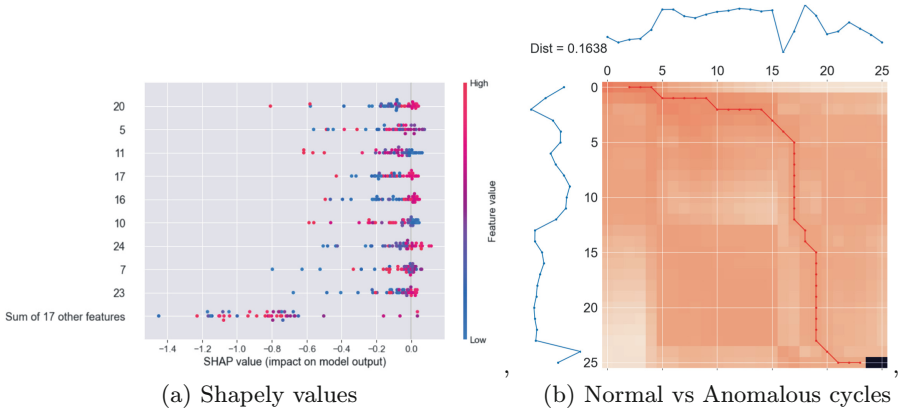 Dist = 0.1638
0 5 10 15 20 25
0
5
10
15
20
25
High
Feature value
Low
20
5
11
17
16
10
24
7
23
Sum of 17 other features
−1.4 −1.2 −1.0 −0.8 −0.6 −0.4 −0.2 0.0
SHAP value (impact on model output)
, ,
(a) Shapely values
(b) Normal vs Anomalous cycles